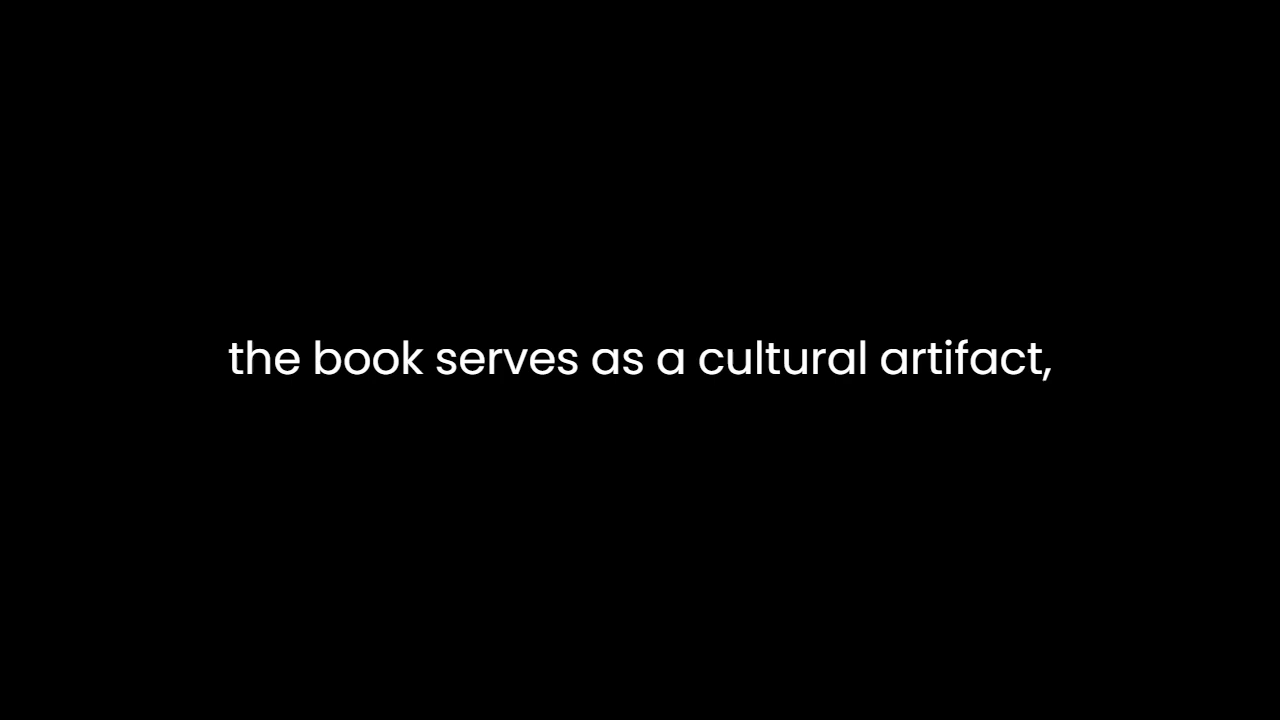 the book serves as a cultural artifact,